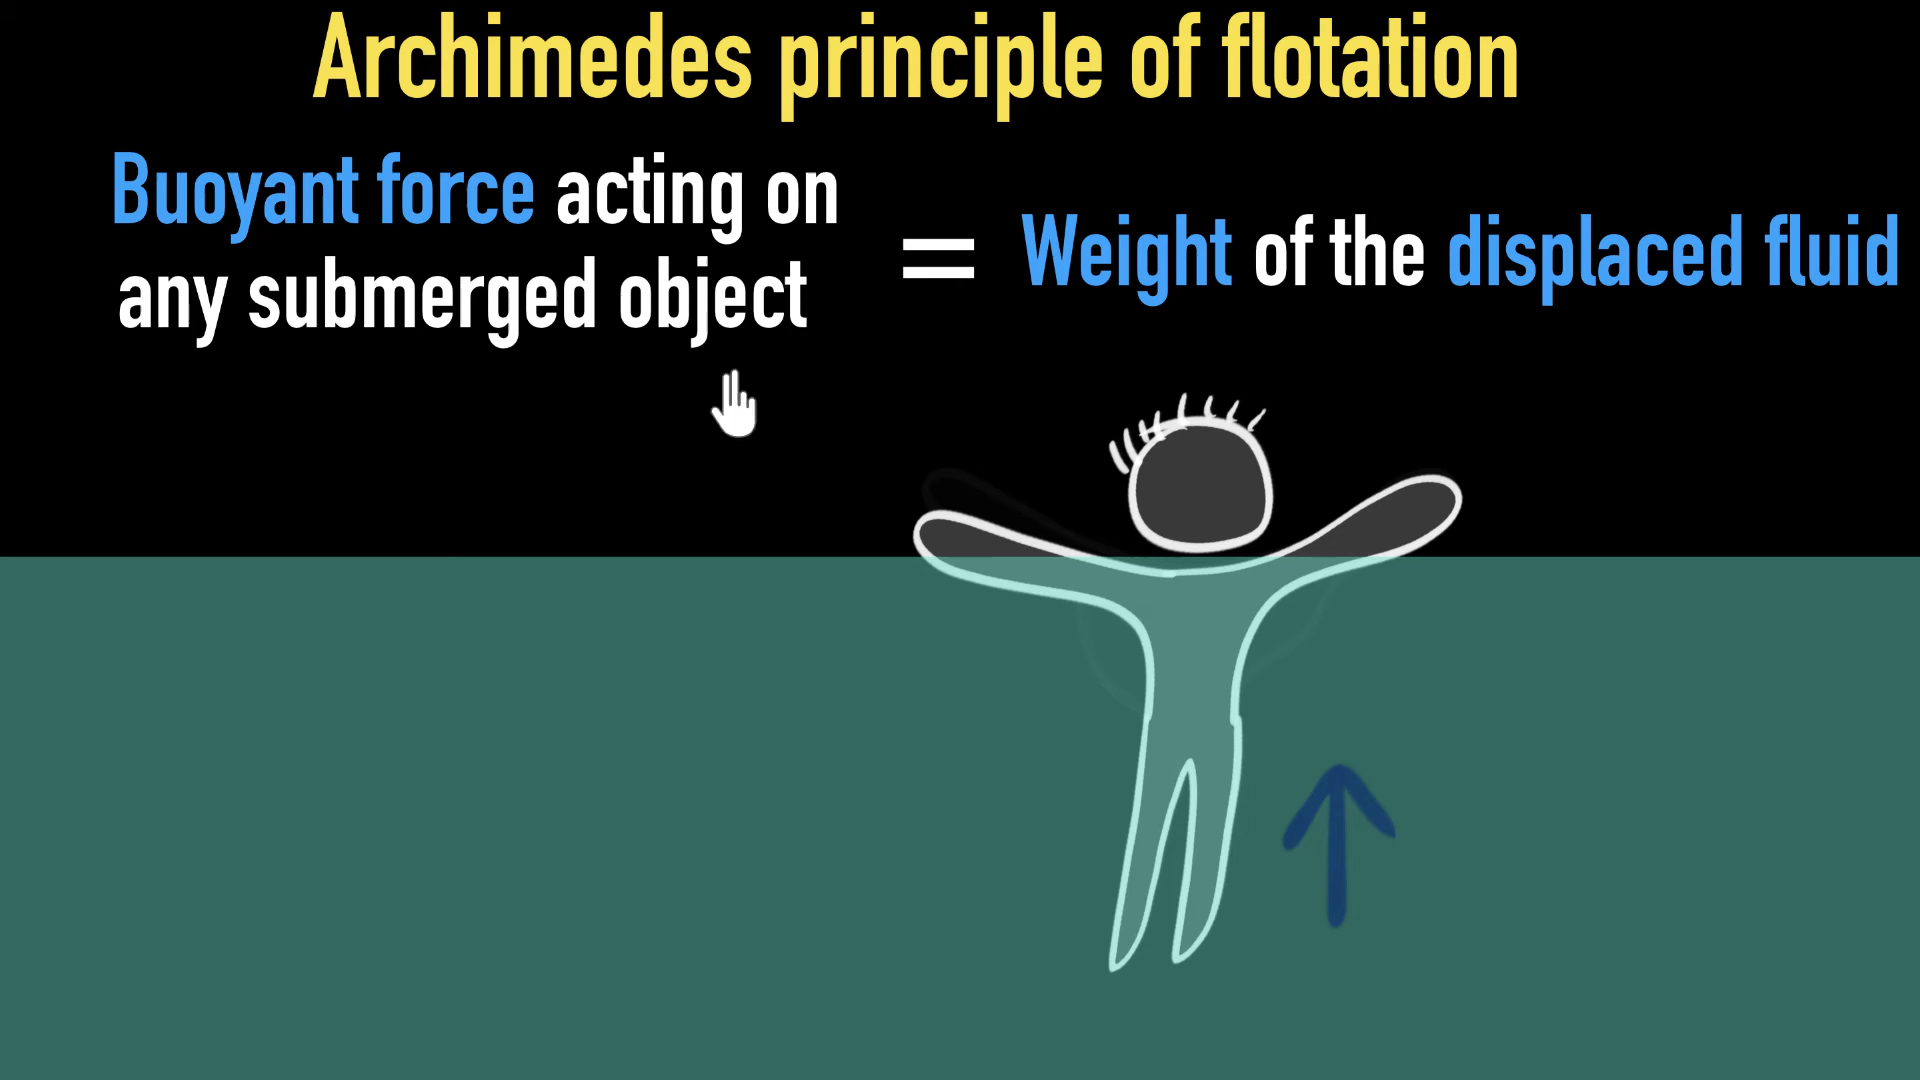 Archimedes principle of flotation
Buoyant force acting on
any submerged object
= Weight of the displaced fluid